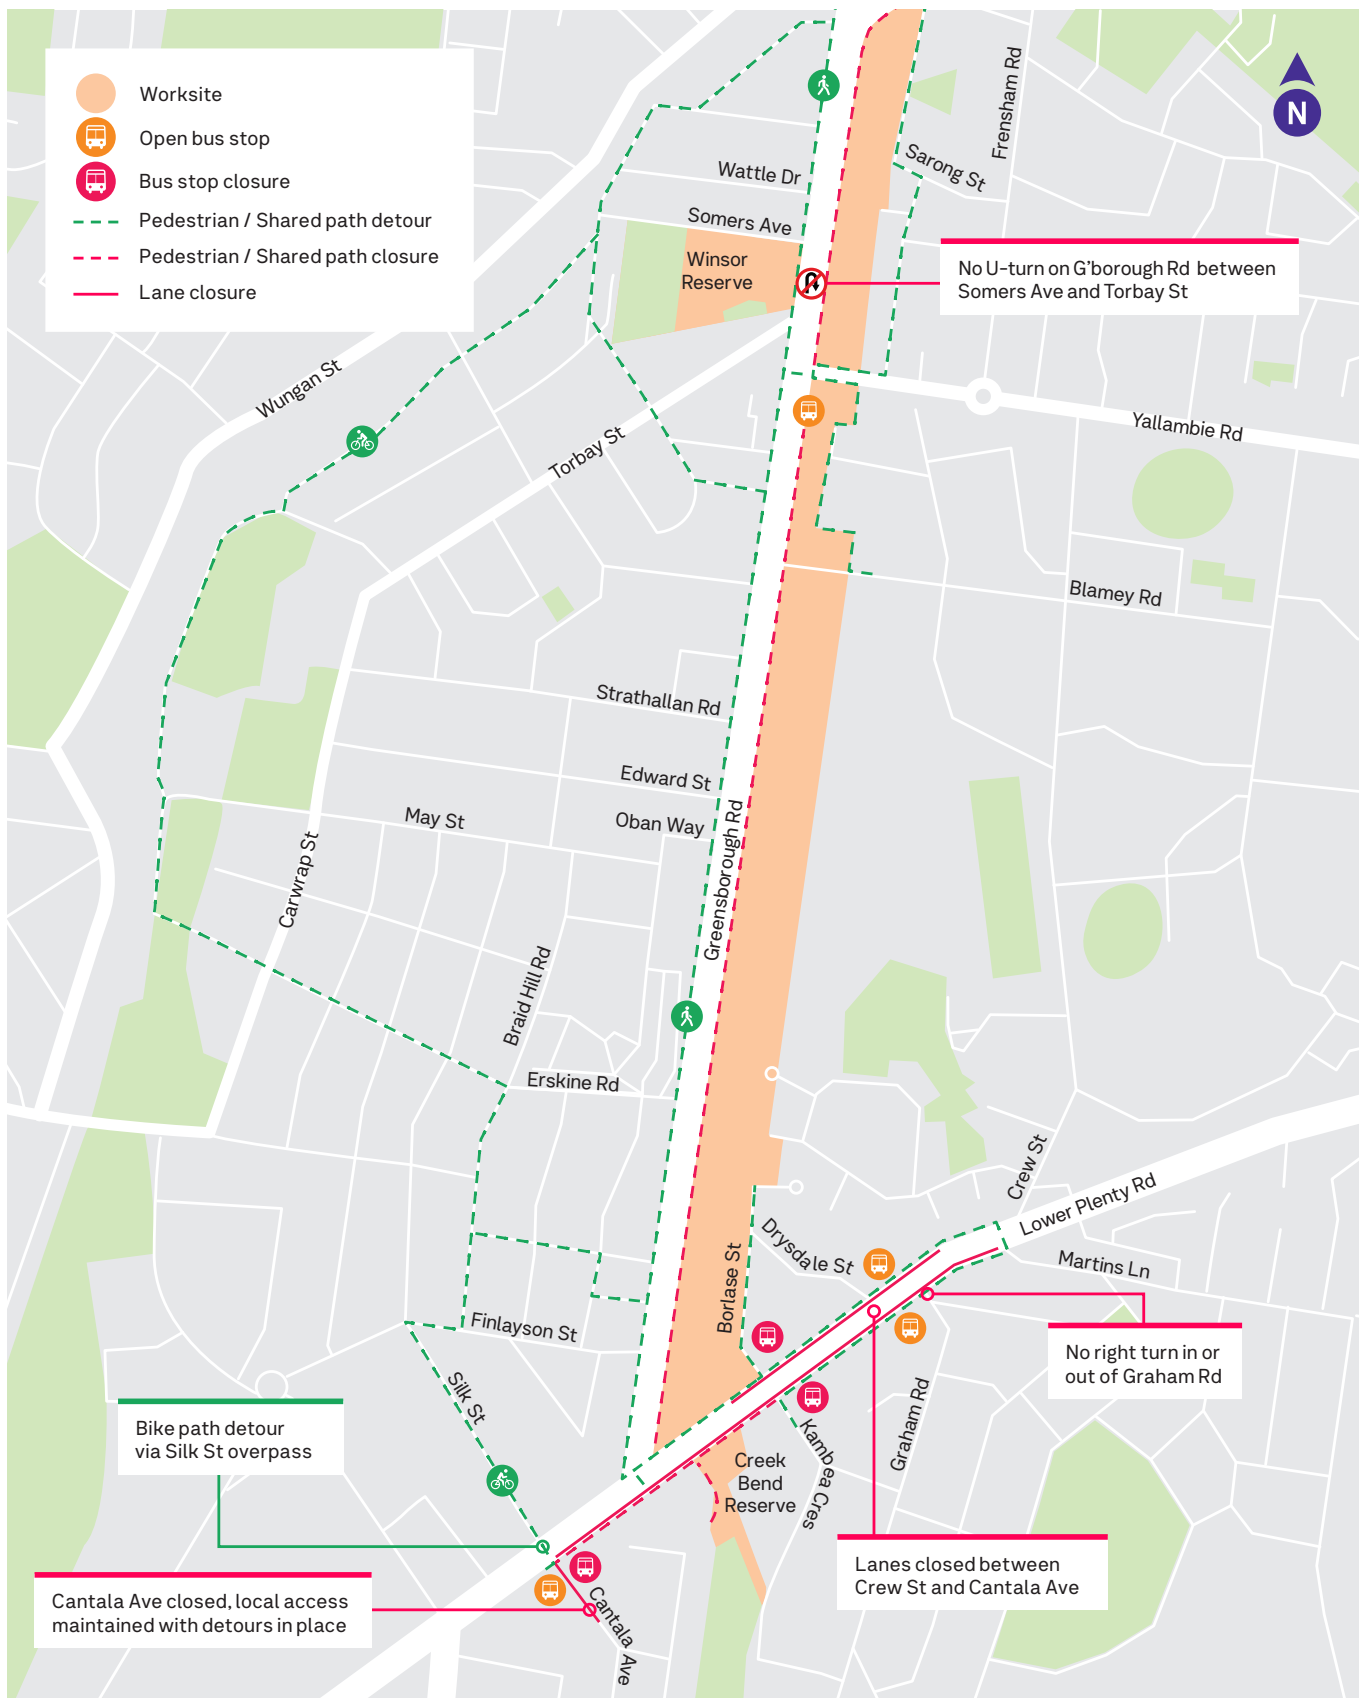 Worksite
Open bus stop
Bus stop closure
Pedestrian / Shared path detour
Pedestrian / Shared path closure
Lane closure
N
Frensham Rd
Sarong St
Wattle Dr
Somers Ave
Winsor
Reserve
No U-turn on G'borough Rd between
Somers Ave and Torbay St
Wungan St
Torbay St
Yallambie Rd
Blamey Rd
Strathallan Rd
Edward St
Oban Way
May St
Greensborough Rd
Carwrap St
Braid Hill Rd
Erskine Rd
Crew St
Lower Plenty Rd
Drysdale St
Martins Ln
Borlase St
Finlayson St
No right turn in or
out of Graham Rd
Silk St
Graham Rd
Bike path detour
via Silk St overpass
Kambea Cres
Creek
Bend
Reserve
Lanes closed between
Crew St and Cantala Ave
Cantala Ave closed, local access
maintained with detours in place
Cantala Ave